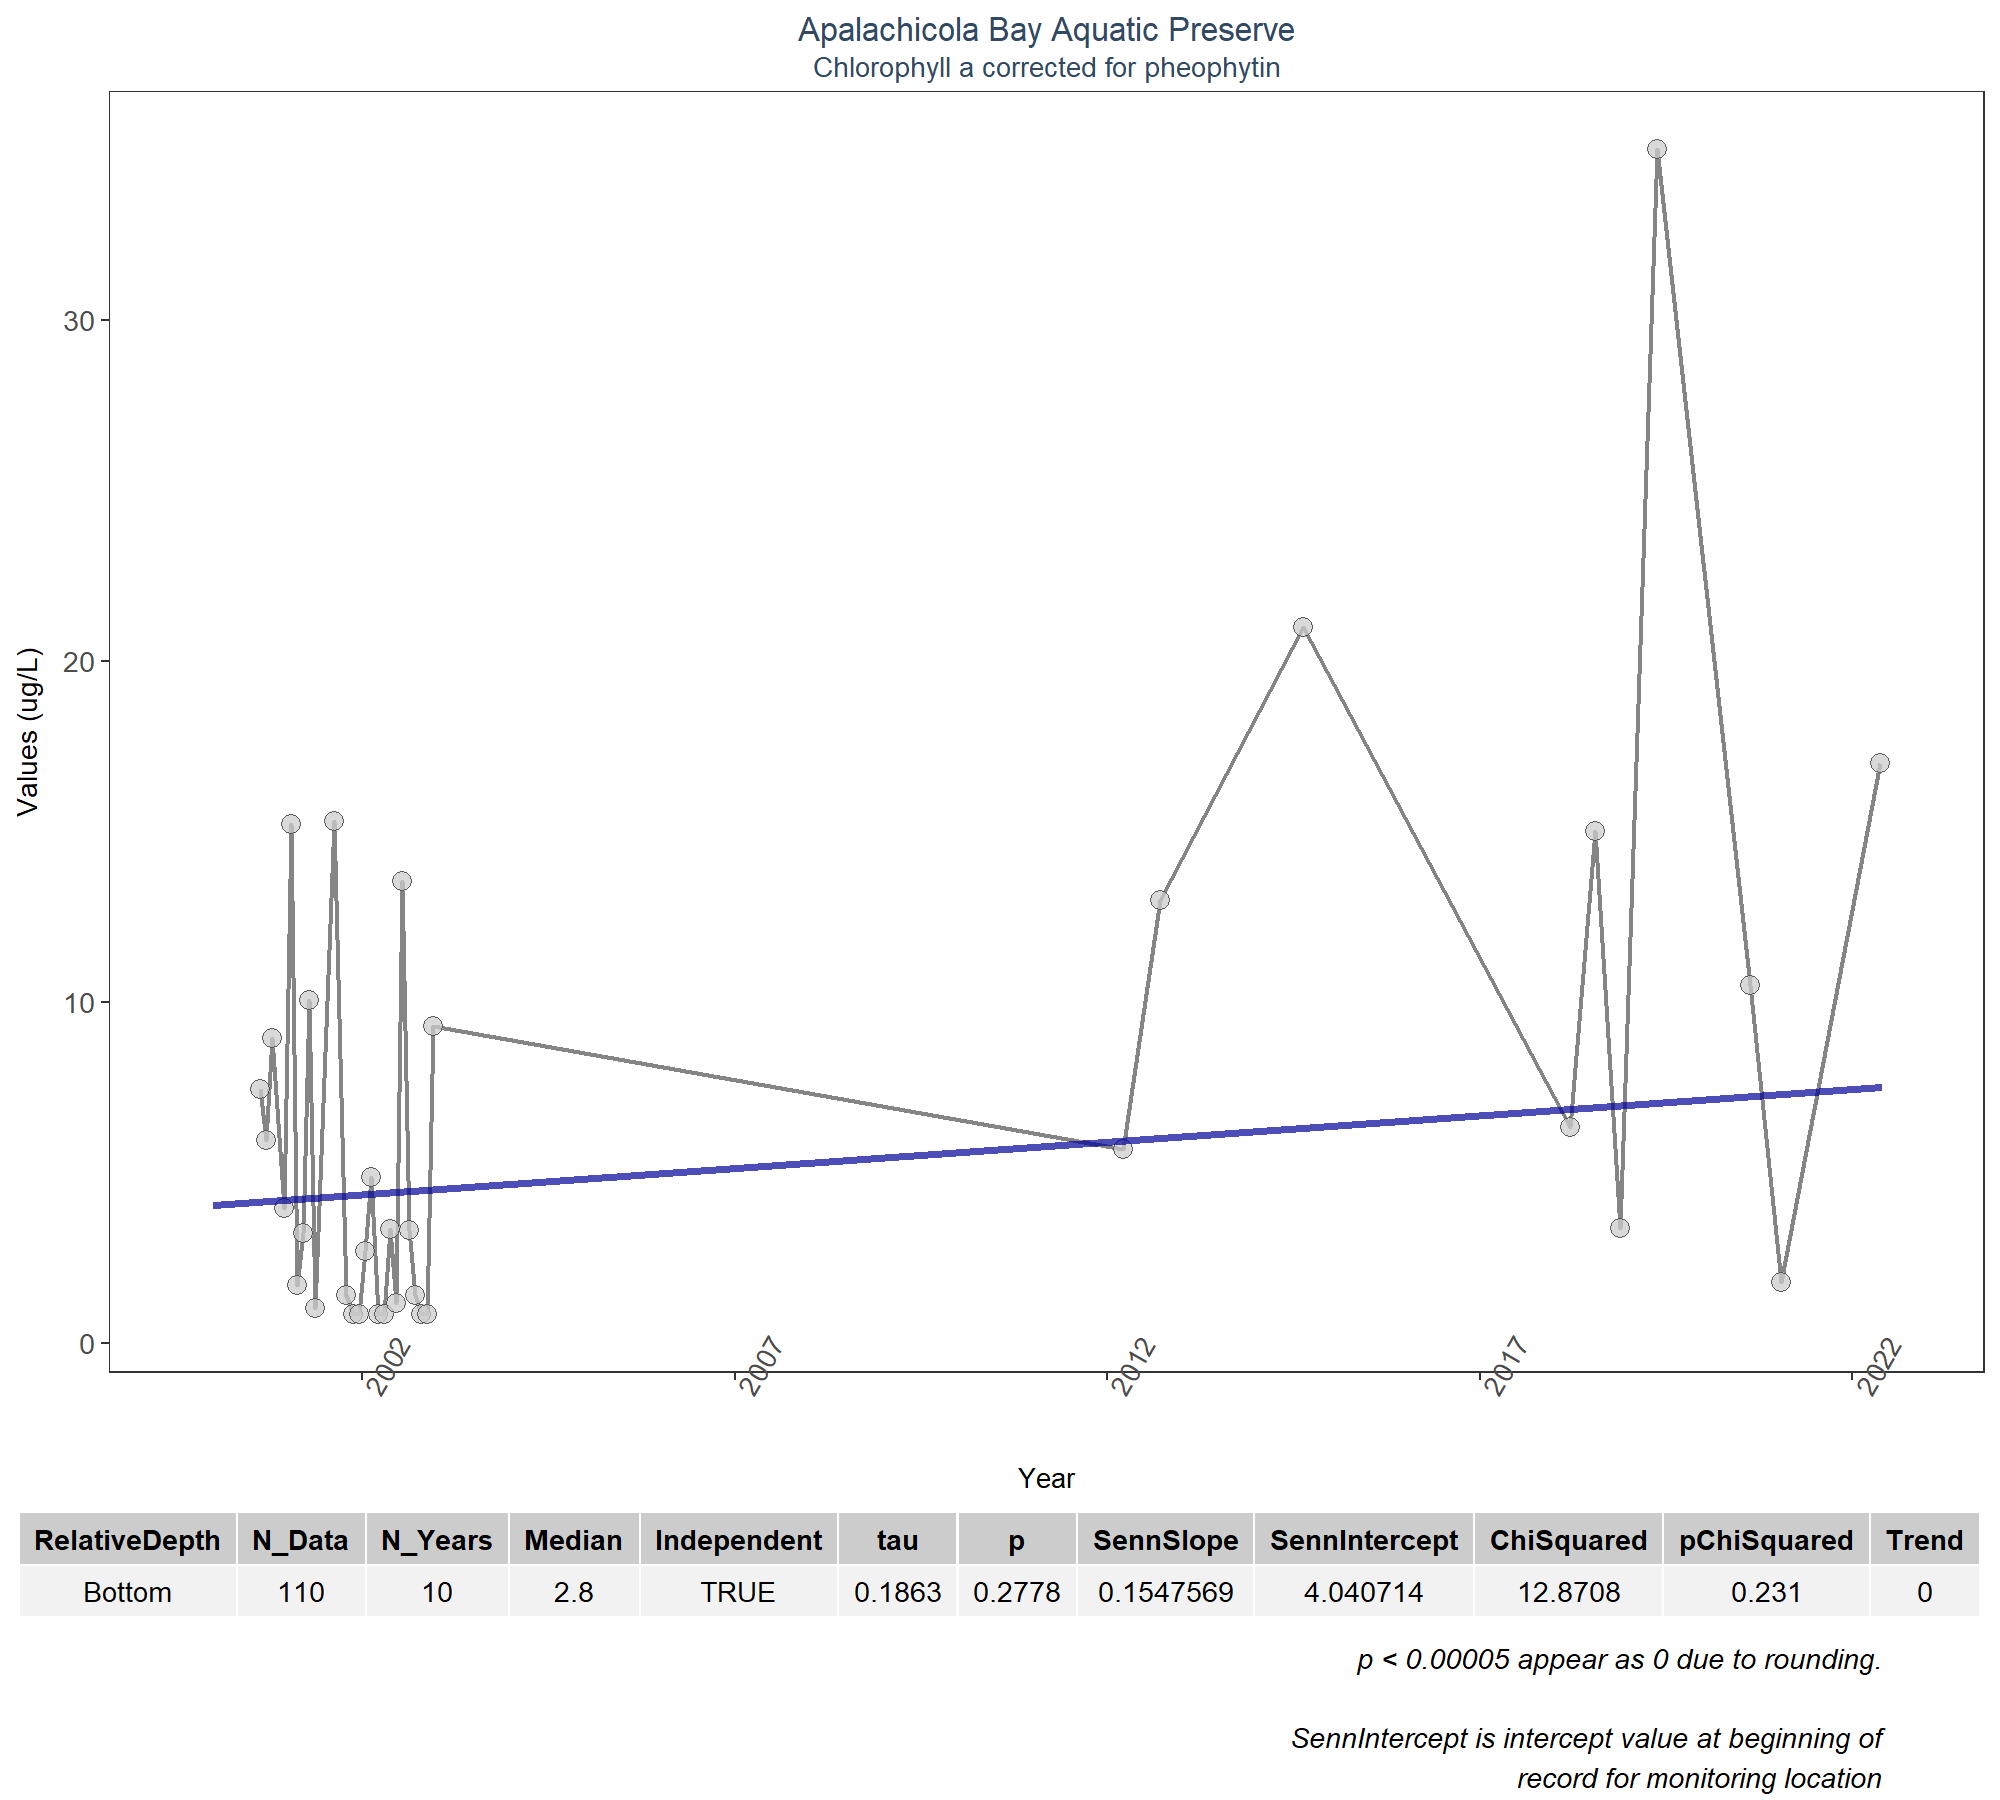 Apalachicola Bay Aquatic Preserve
Chlorophyll a corrected for pheophytin
Values (ug/L)
30
20
10
0
2002 2007 2012 2017 2022
Year
RelativeDepth N_Data N_Years Median Independent tau p SennSlope SennIntercept ChiSquared pChiSquared Trend
Bottom 110 10 2.8 TRUE 0.1863 0.2778 0.1547569 4.040714 12.8708 0.231 0
p < 0.00005 appear as 0 due to rounding.
SennIntercept is intercept value at beginning of
record for monitoring location